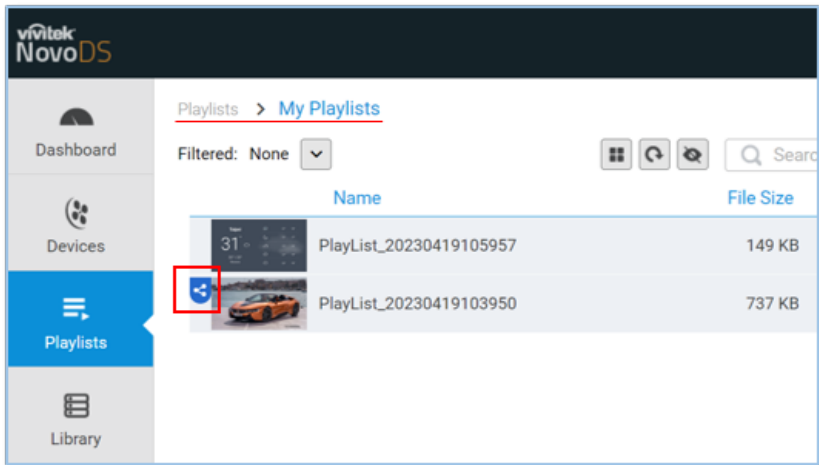 vivitek
NovoDS
Playlists > My Playlists
Dashboard
Filtered: None
Searc
Name File Size
Devices
31
PlayList_20230419105957 149 KB
PlayList_20230419103950 737 KB
Playlists
Library